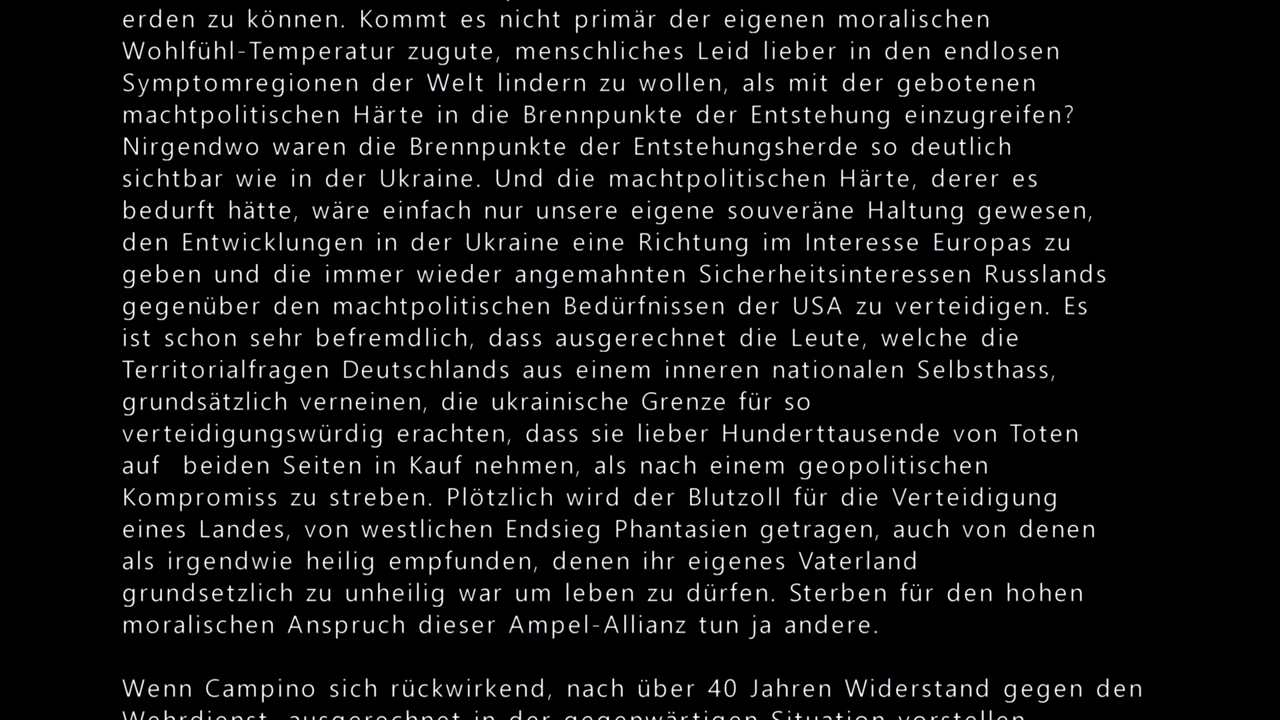 erden zu können. Kommt es nicht primär der eigenen moralischen
Wohlfühl-Temperatur zugute, menschliches Leid lieber in den endlosen
Symptomregionen der Welt lindern zu wollen, als mit der gebotenen
machtpolitischen Härte in die Brennpunkte der Entstehung einzugreifen?
Nirgendwo waren die Brennpunkte der Entstehungsherde so deutlich
sichtbar wie in der Ukraine. Und die machtpolitischen Härte, derer es
bedurft hätte, wäre einfach nur unsere eigene souveräne Haltung gewesen,
den Entwicklungen in der Ukraine eine Richtung im Interesse Europas zu
geben und die immer wieder angemahnten Sicherheitsinteressen Russlands
gegenüber den machtpolitischen Bedürfnissen der USA zu verteidigen. Es
ist schon sehr befremdlich, dass ausgerechnet die Leute, welche die
Territorialfragen Deutschlands aus einem inneren nationalen Selbsthass,
grundsätzlich verneinen, die ukrainische Grenze für so
verteidigungswürdig erachten, dass sie lieber Hunderttausende von Toten
auf  beiden Seiten in Kauf nehmen, als nach einem geopolitischen
Kompromiss zu streben. Plötzlich wird der Blutzoll für die Verteidigung
eines Landes, von westlichen Endsieg Phantasien getragen, auch von denen
als irgendwie heilig empfunden, denen ihr eigenes Vaterland
grundsetzlich zu unheilig war um leben zu dürfen. Sterben für den hohen
moralischen Anspruch dieser Ampel-Allianz tun ja andere.
Wenn Campino sich rückwirkend, nach über 40 Jahren Widerstand gegen den
Wehrdienst, ausgerechnet in der gegenwärtigen Situation vorstellen